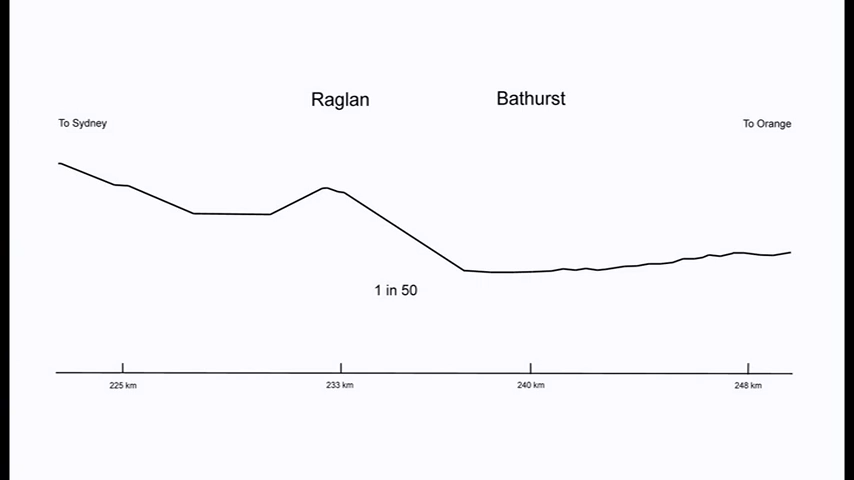 Raglan
Bathurst
To Sydney
To Orange
1 in 50
225 km
233 km
240 km
248 km